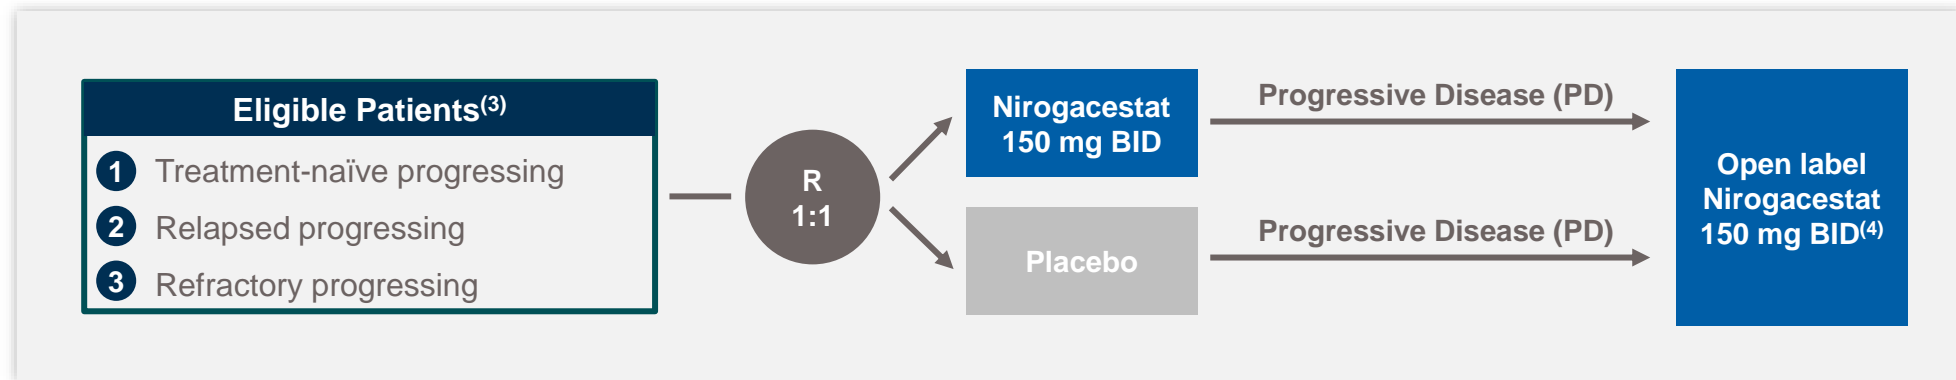 Eligible Patients(3)
1 Treatment-naïve progressing
2 Relapsed progressing
3 Refractory progressing
R
1:1
Nirogacestat
150 mg BID
Placebo
Progressive Disease (PD)
Progressive Disease (PD)
Open label
Nirogacestat
150 mg BID(4)